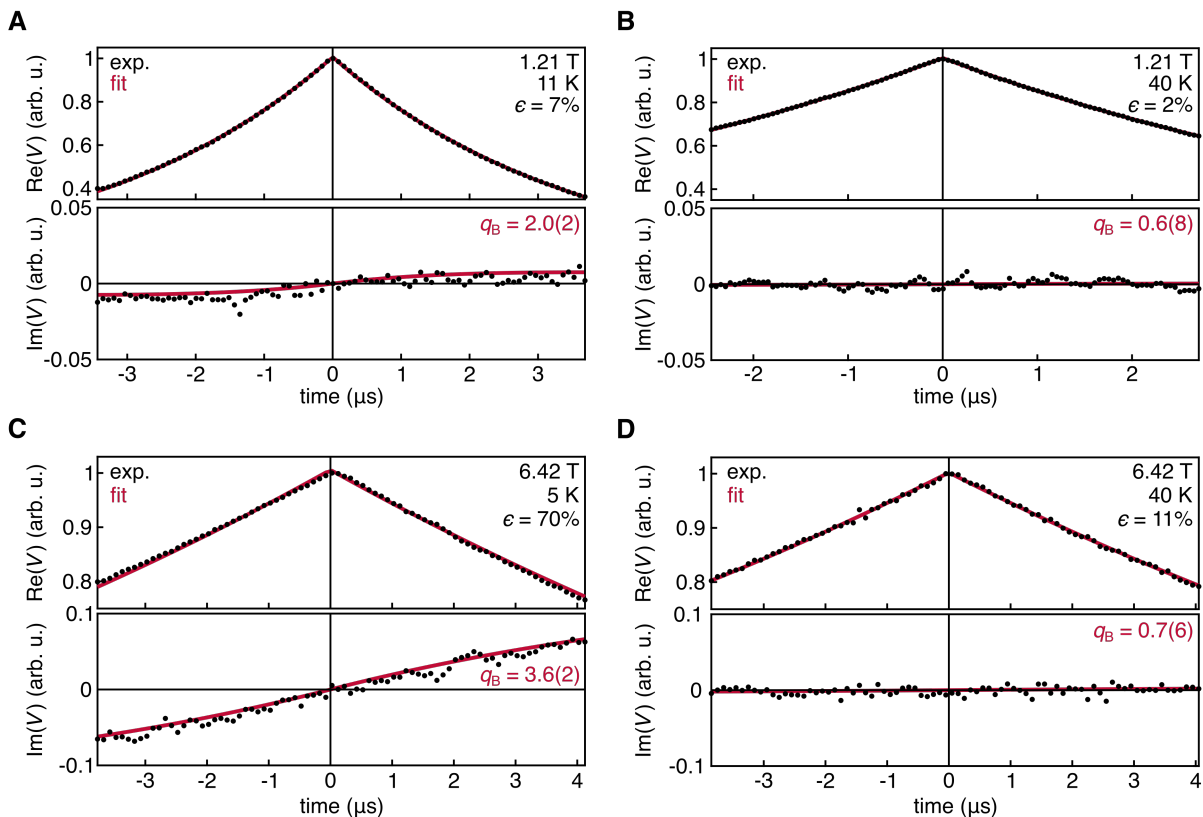 A
exp.
fit
1.21 T
11 K
ϵ = 7%
Re(V) (arb. u.)
1
0.8
0.6
0.4
0.05
0
-0.05
Im(V) (arb. u.)
q_B = 2.0(2)
-3 -2 -1 0 1 2 3
time (µs)
B
exp.
fit
1.21 T
40 K
ϵ = 2%
Re(V) (arb. u.)
1
0.8
0.6
0.4
0.05
0
-0.05
Im(V) (arb. u.)
q_B = 0.6(8)
-2 -1 0 1 2
time (µs)
C
exp.
fit
6.42 T
5 K
ϵ = 70%
Re(V) (arb. u.)
1
0.9
0.8
0.1
0
-0.1
Im(V) (arb. u.)
q_B = 3.6(2)
-3 -2 -1 0 1 2 3 4
time (µs)
D
exp.
fit
6.42 T
40 K
ϵ = 11%
Re(V) (arb. u.)
1
0.9
0.8
0.1
0
-0.1
Im(V) (arb. u.)
q_B = 0.7(6)
-3 -2 -1 0 1 2 3 4
time (µs)